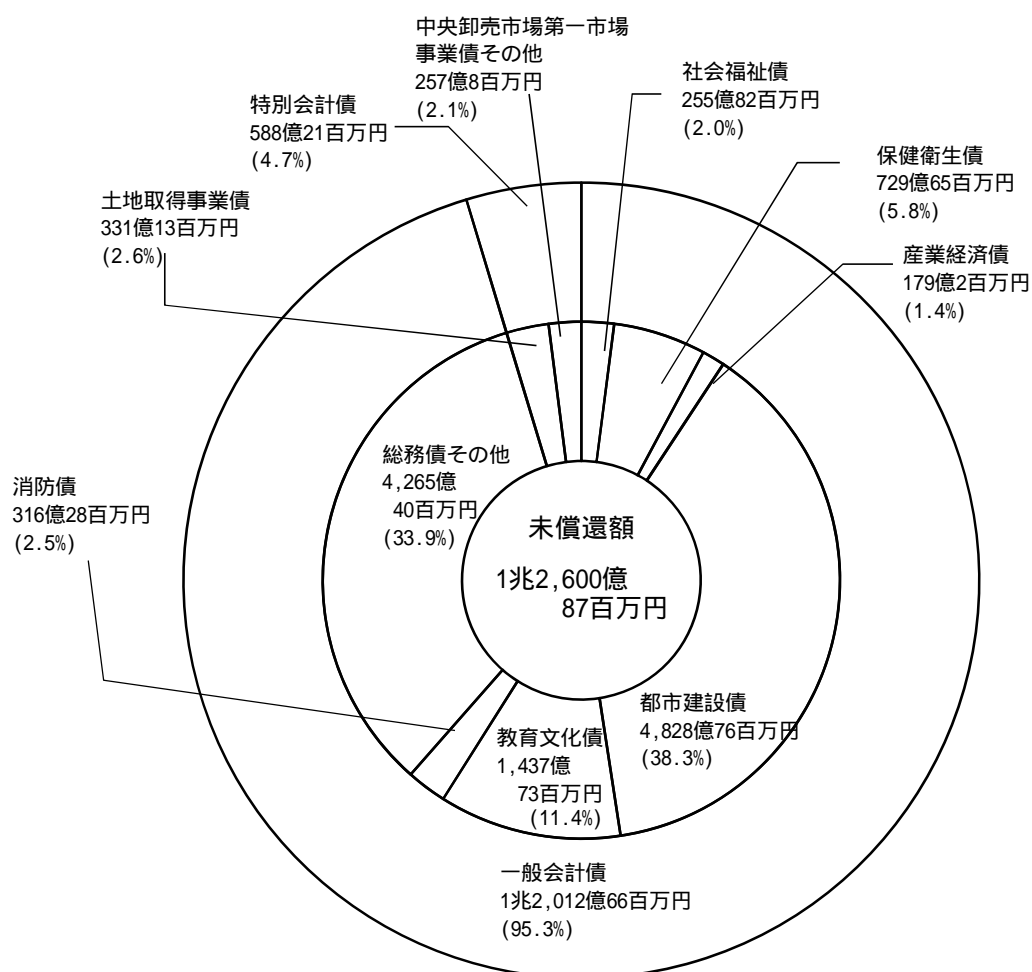 中央卸売市場第一市場
事業債その他
257億8百万円
(2.1%)
社会福祉債
255億82百万円
(2.0%)
特別会計債
588億21百万円
(4.7%)
保健衛生債
729億65百万円
(5.8%)
土地取得事業債
331億13百万円
(2.6%)
産業経済債
179億2百万円
(1.4%)
総務債その他
4,265億
40百万円
(33.9%)
消防債
316億28百万円
(2.5%)
未償還額
1兆2,600億
87百万円
都市建設債
4,828億76百万円
(38.3%)
教育文化債
1,437億
73百万円
(11.4%)
一般会計債
1兆2,012億66百万円
(95.3%)